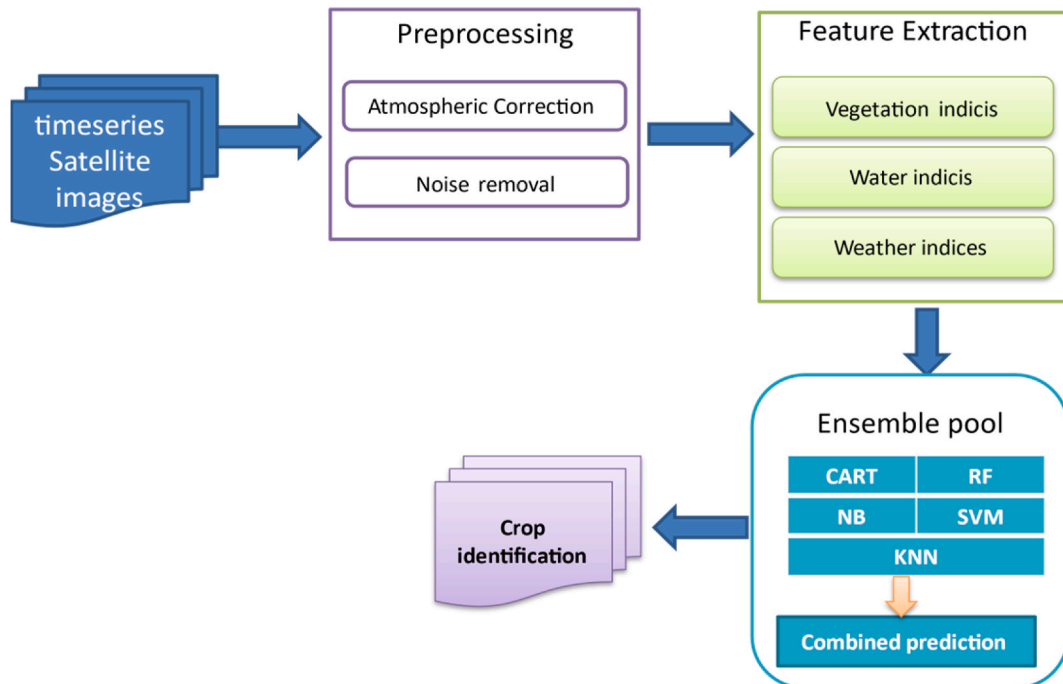 timeseries
Satellite
images
Preprocessing
Atmospheric Correction
Noise removal
Feature Extraction
Vegetation indicis
Water indicis
Weather indices
Ensemble pool
CART RF
NB SVM
KNN
Combined prediction
Crop
identification